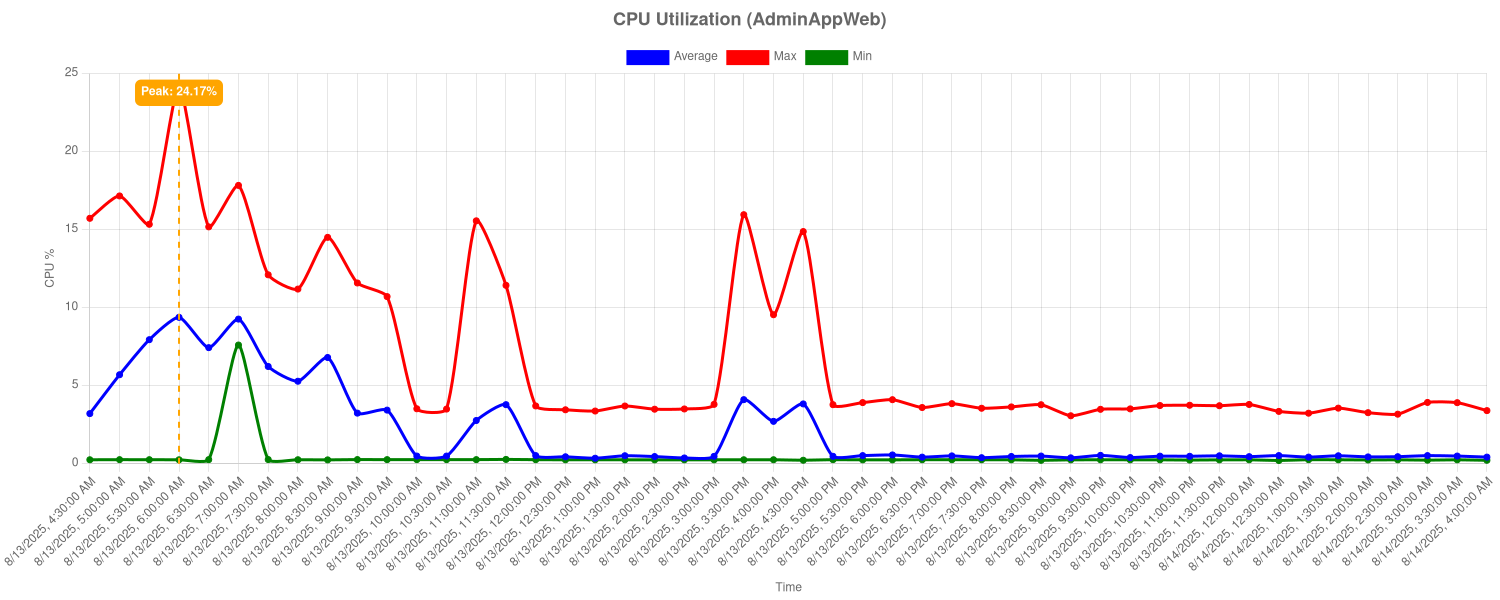 CPU Utilization (AdminAppWeb)
Average Max Min
Peak: 24.17%
25
20
15
10
5
0
CPU %
8/13/2025, 4:30:00 AM
8/13/2025, 5:00:00 AM
8/13/2025, 5:30:00 AM
8/13/2025, 6:00:00 AM
8/13/2025, 6:30:00 AM
8/13/2025, 7:00:00 AM
8/13/2025, 7:30:00 AM
8/13/2025, 8:00:00 AM
8/13/2025, 8:30:00 AM
8/13/2025, 9:00:00 AM
8/13/2025, 9:30:00 AM
8/13/2025, 10:00:00 AM
8/13/2025, 10:30:00 AM
8/13/2025, 11:00:00 AM
8/13/2025, 11:30:00 AM
8/13/2025, 12:00:00 PM
8/13/2025, 12:30:00 PM
8/13/2025, 1:00:00 PM
8/13/2025, 1:30:00 PM
8/13/2025, 2:00:00 PM
8/13/2025, 2:30:00 PM
8/13/2025, 3:00:00 PM
8/13/2025, 3:30:00 PM
8/13/2025, 4:00:00 PM
8/13/2025, 4:30:00 PM
8/13/2025, 5:00:00 PM
8/13/2025, 5:30:00 PM
8/13/2025, 6:00:00 PM
8/13/2025, 6:30:00 PM
8/13/2025, 7:00:00 PM
8/13/2025, 7:30:00 PM
8/13/2025, 8:00:00 PM
8/13/2025, 8:30:00 PM
8/13/2025, 9:00:00 PM
8/13/2025, 9:30:00 PM
8/13/2025, 10:00:00 PM
8/13/2025, 10:30:00 PM
8/13/2025, 11:00:00 PM
8/13/2025, 11:30:00 PM
8/14/2025, 12:00:00 AM
8/14/2025, 12:30:00 AM
8/14/2025, 1:00:00 AM
8/14/2025, 1:30:00 AM
8/14/2025, 2:00:00 AM
8/14/2025, 2:30:00 AM
8/14/2025, 3:00:00 AM
8/14/2025, 3:30:00 AM
8/14/2025, 4:00:00 AM
Time